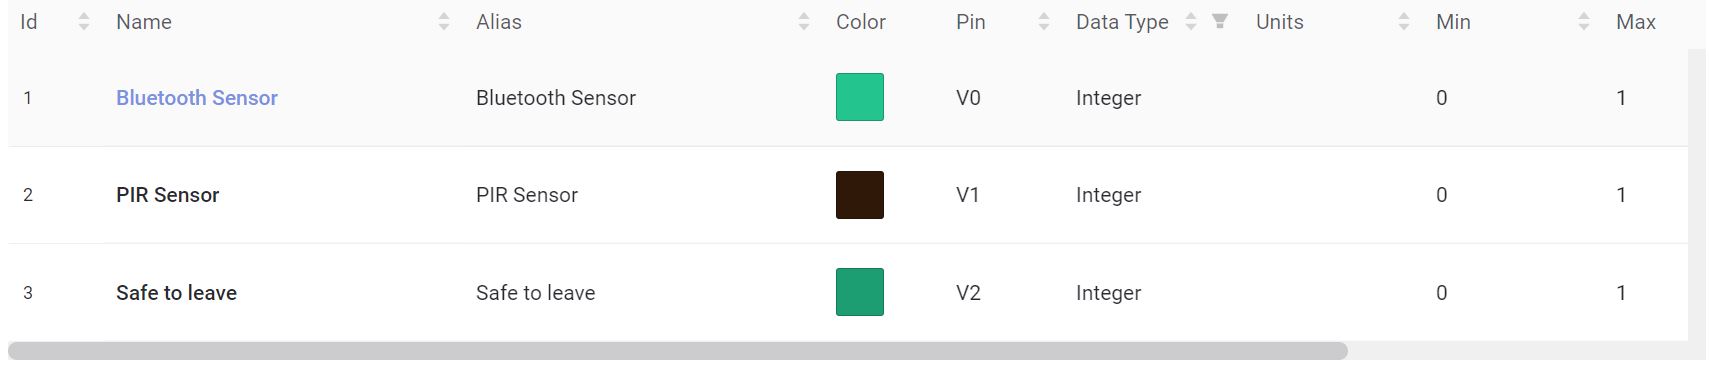 Id Name Alias Color Pin Data Type Units Min Max
1 Bluetooth Sensor Bluetooth Sensor V0 Integer 0 1
2 PIR Sensor PIR Sensor V1 Integer 0 1
3 Safe to leave Safe to leave V2 Integer 0 1